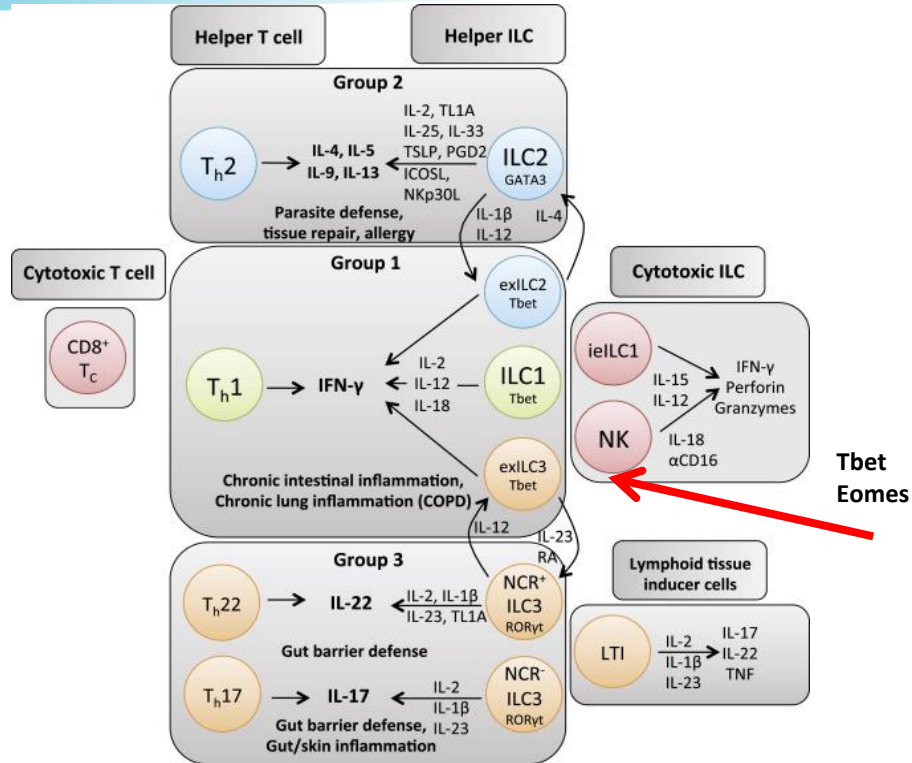 Helper T cell
Helper ILC
Group 2
Th2
IL-4, IL-5
IL-9, IL-13
IL-2, TL1A
IL-25, IL-33
TSLP, PGD2
ICOSL,
NKp30L
ILC2
GATA3
Parasite defense,
tissue repair, allergy
IL-1β
IL-12
IL-4
Cytotoxic T cell
CD8+
TC
Group 1
exILC2
Tbet
Th1
IFN-γ
IL-2
IL-12
IL-18
ILC1
Tbet
exILC3
Tbet
Chronic intestinal inflammation,
Chronic lung inflammation (COPD)
Cytotoxic ILC
ieILC1
IL-15
IL-12
IFN-γ
Perforin
Granzymes
NK
IL-18
αCD16
Tbet
Eomes
IL-12
IL-23
RA
Group 3
Th22
IL-22
IL-2, IL-1β
IL-23, TL1A
NCR+
ILC3
RORγt
Gut barrier defense
Th17
IL-17
IL-2
IL-1β
IL-23
NCR-
ILC3
RORγt
Gut barrier defense,
Gut/skin inflammation
Lymphoid tissue
inducer cells
LTI
IL-2
IL-1β
IL-23
IL-17
IL-22
TNF